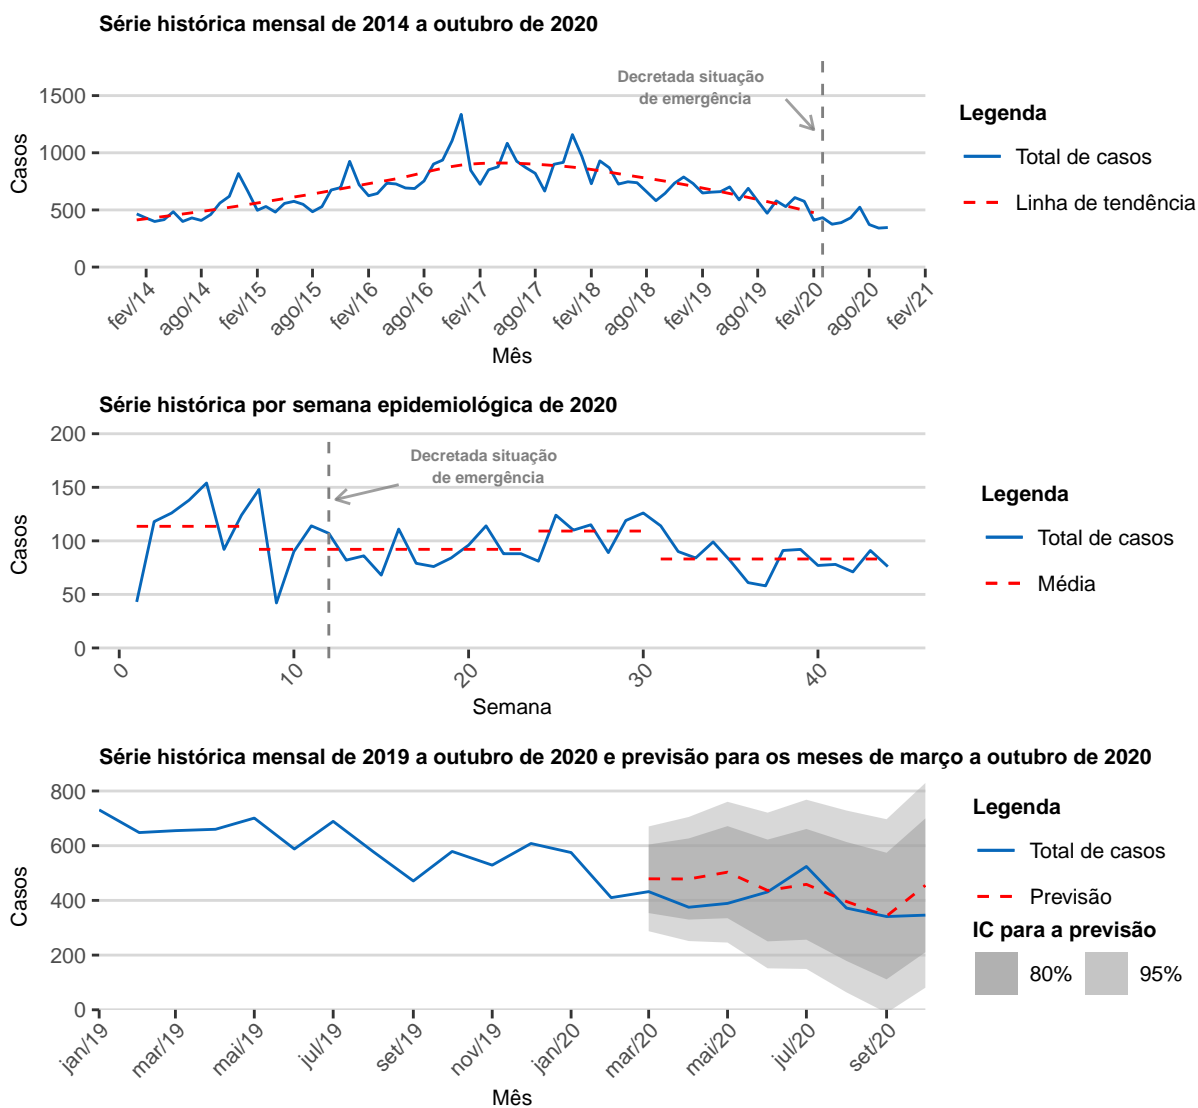 Série histórica mensal de 2014 a outubro de 2020
Decretada situação
de emergência
1500
1000
500
0
Casos
fev/14
ago/14
fev/15
ago/15
fev/16
ago/16
fev/17
ago/17
fev/18
ago/18
fev/19
ago/19
fev/20
ago/20
fev/21
Mês
Legenda
Total de casos
Linha de tendência
Série histórica por semana epidemiológica de 2020
Decretada situação
de emergência
200
150
100
50
0
Casos
0
10
20
30
40
Semana
Legenda
Total de casos
Média
Série histórica mensal de 2019 a outubro de 2020 e previsão para os meses de março a outubro de 2020
800
600
400
200
0
Casos
jan/19
mar/19
mai/19
jul/19
set/19
nov/19
jan/20
mar/20
mai/20
jul/20
set/20
Mês
Legenda
Total de casos
Previsão
IC para a previsão
80%
95%